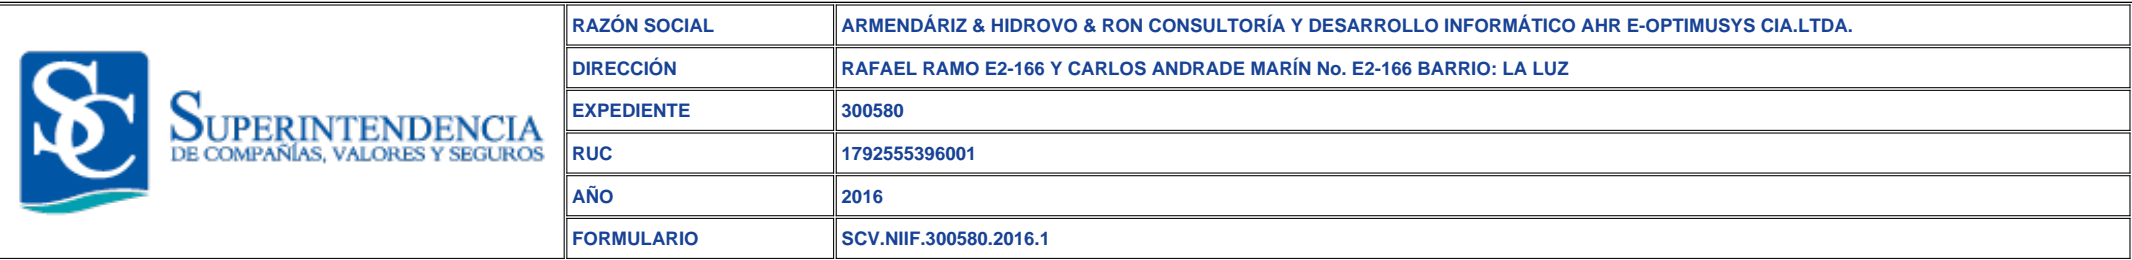 SC
SUPERINTENDENCIA
DE COMPAÑÍAS, VALORES Y SEGUROS
RAZÓN SOCIAL ARMENDÁRIZ & HIDROVO & RON CONSULTORÍA Y DESARROLLO INFORMÁTICO AHR E-OPTIMUSYS CIA.LTDA.
DIRECCIÓN RAFAEL RAMO E2-166 Y CARLOS ANDRADE MARÍN No. E2-166 BARRIO: LA LUZ
EXPEDIENTE 300580
RUC 1792555396001
AÑO 2016
FORMULARIO SCV.NIIF.300580.2016.1